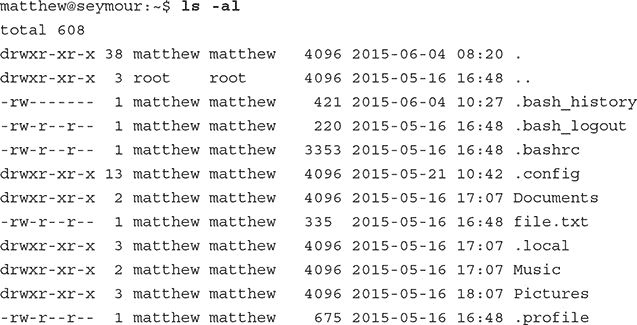 matthew@seymour:~$ ls -al
total 608
drwxr-xr-x 38 matthew matthew   4096 2015-06-04 08:20 .
drwxr-xr-x  3 root    root      4096 2015-05-16 16:48 ..
-rw-------  1 matthew matthew    421 2015-06-04 10:27 .bash_history
-rw-r--r--  1 matthew matthew    220 2015-05-16 16:48 .bash_logout
-rw-r--r--  1 matthew matthew   3353 2015-05-16 16:48 .bashrc
drwxr-xr-x 13 matthew matthew   4096 2015-05-21 10:42 .config
drwxr-xr-x  2 matthew matthew   4096 2015-05-16 17:07 Documents
-rw-r--r--  1 matthew matthew   335  2015-05-16 16:48 file.txt
drwxr-xr-x  3 matthew matthew   4096 2015-05-16 17:07 .local
drwxr-xr-x  2 matthew matthew   4096 2015-05-16 17:07 Music
drwxr-xr-x  3 matthew matthew   4096 2015-05-16 18:07 Pictures
-rw-r--r--  1 matthew matthew    675 2015-05-16 16:48 .profile